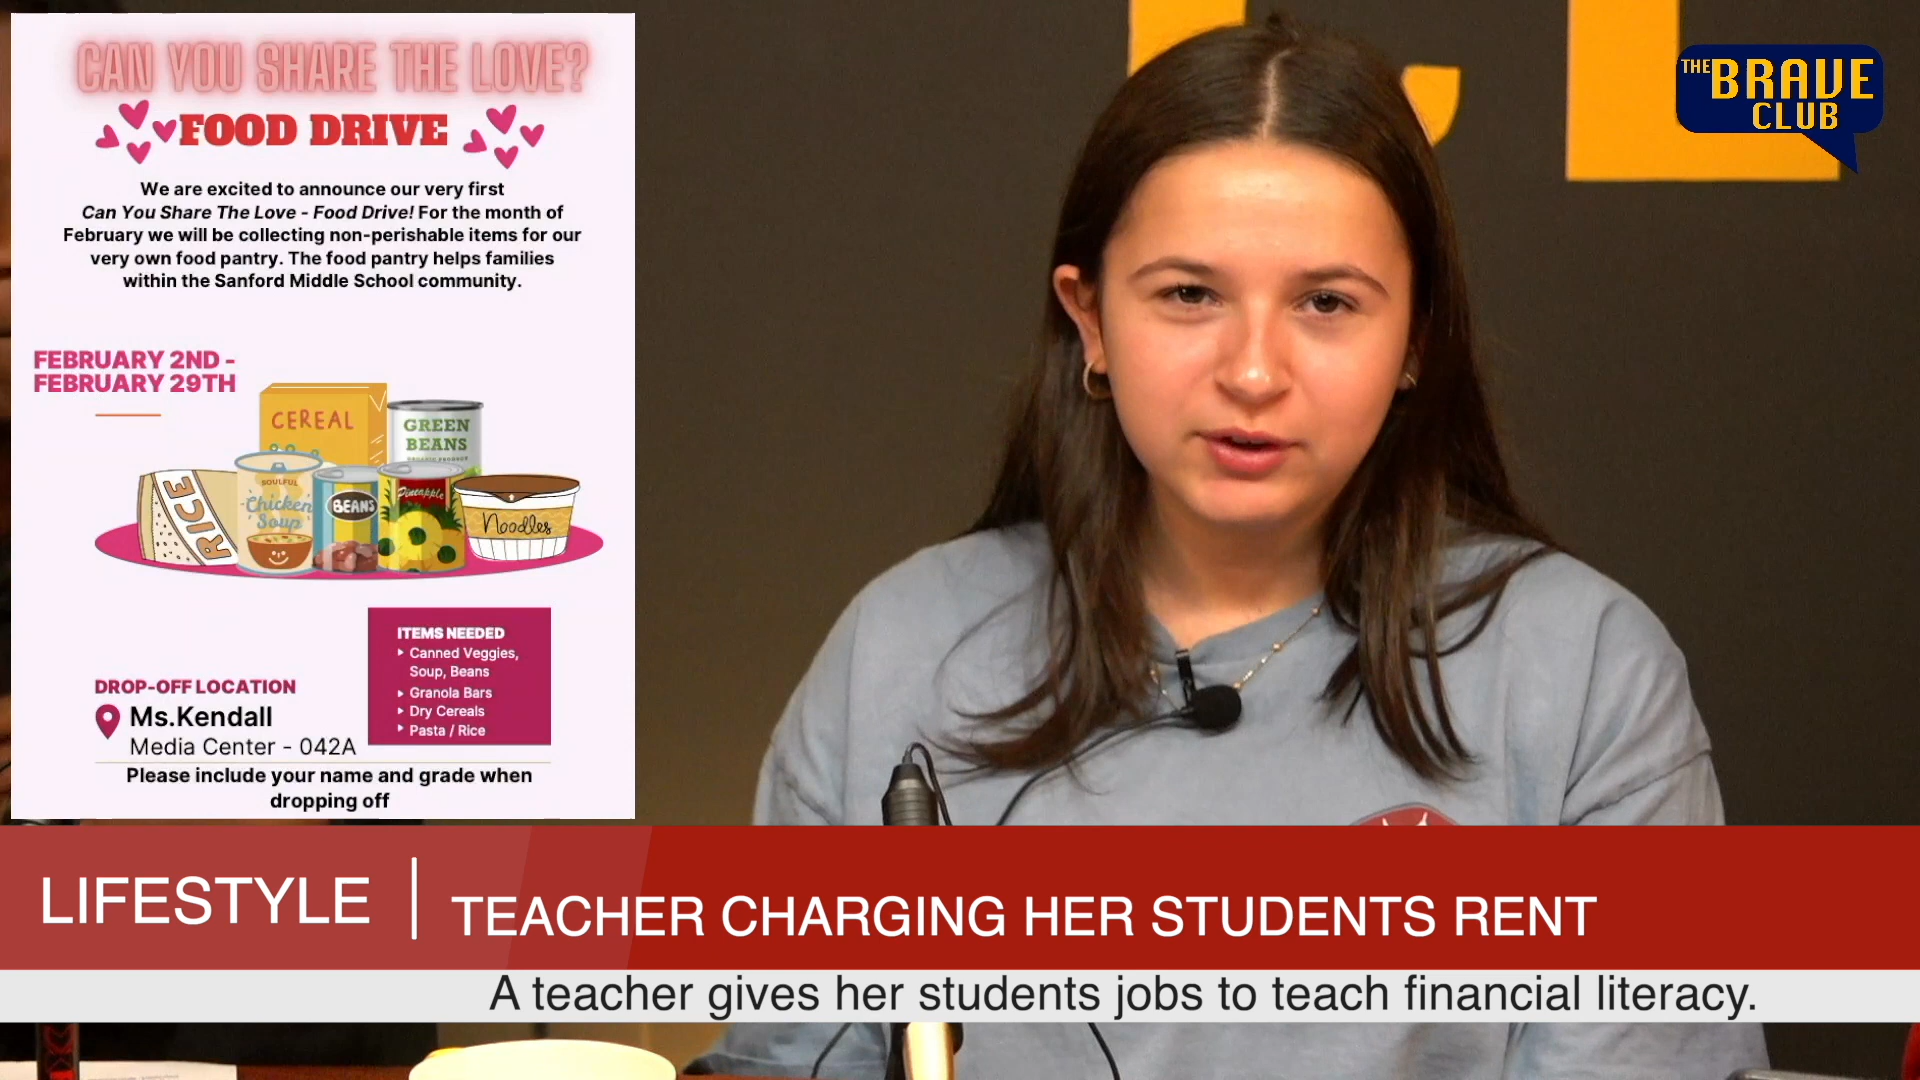 CAN YOU SHARE THE LOVE?
FOOD DRIVE
We are excited to announce our very first
Can You Share The Love - Food Drive! For the month of
February we will be collecting non-perishable items for our
very own food pantry. The food pantry helps families
within the Sanford Middle School community.
FEBRUARY 2ND -
FEBRUARY 29TH
CEREAL
GREEN
BEANS
ORGANIC PRODUCE
RICE
SOULFUL
Chicken
Soup
BEANS
Pineapple
Noodles
ITEMS NEEDED
Canned Veggies,
Soup, Beans
Granola Bars
Dry Cereals
Pasta / Rice
DROP-OFF LOCATION
Ms.Kendall
Media Center - 042A
Please include your name and grade when
dropping off
THE BRAVE
CLUB
LIFESTYLE
TEACHER CHARGING HER STUDENTS RENT
A teacher gives her students jobs to teach financial literacy.